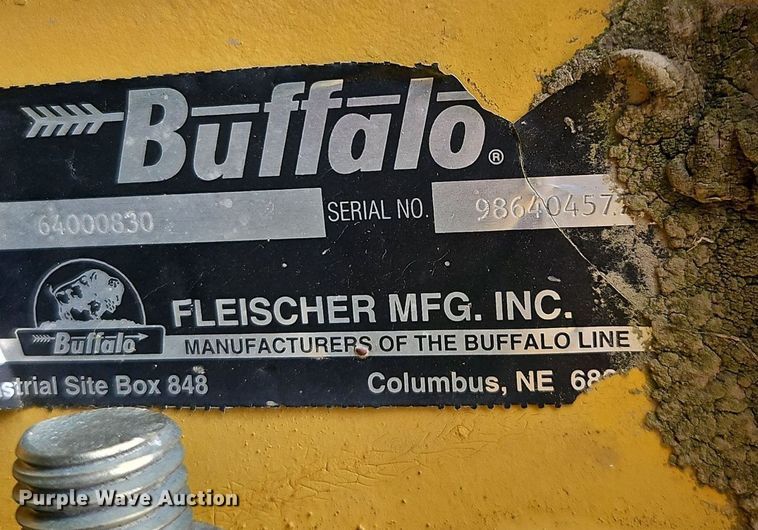 Buffalo®
64000830 SERIAL NO. 98640457
Buffalo
FLEISCHER MFG. INC.
MANUFACTURERS OF THE BUFFALO LINE
strial Site Box 848 Columbus, NE 68
Purple Wave Auction